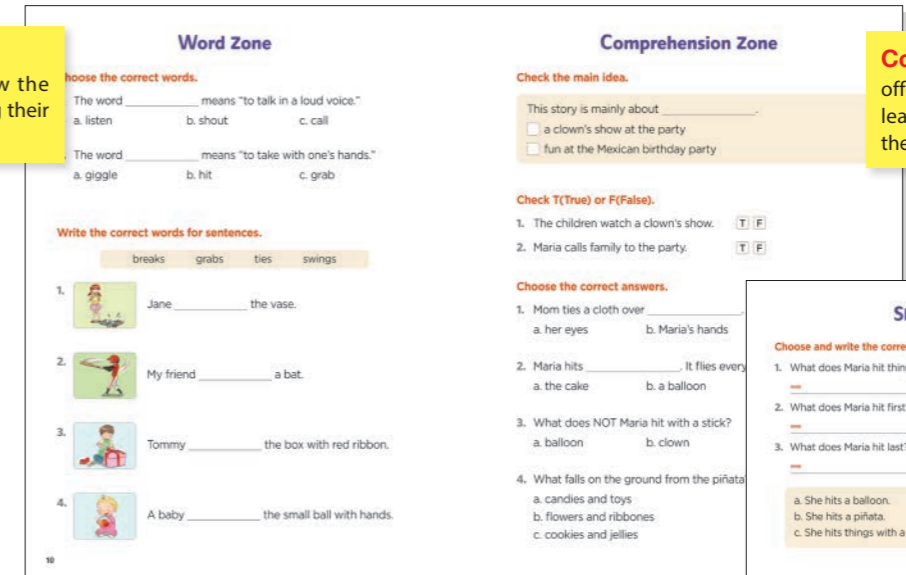 Word Zone
hoose the correct words.
The word ____________ means “to talk in a loud voice.”
a. listen b. shout c. call
The word ____________ means “to take with one’s hands.”
a. giggle b. hit c. grab
Write the correct words for sentences.
breaks grabs ties swings
1. Jane ____________ the vase.
2. My friend ____________ a bat.
3. Tommy ____________ the box with red ribbon.
4. A baby ____________ the small ball with hands.
10
w the
their
Comprehension Zone
Check the main idea.
This story is mainly about ______________.
a clown’s show at the party
fun at the Mexican birthday party
Check T(True) or F(False).
1. The children watch a clown’s show. T F
2. Maria calls family to the party. T F
Choose the correct answers.
1. Mom ties a cloth over ______________.
a. her eyes b. Maria’s hands
2. Maria hits ______________. It flies every
a. the cake b. a balloon
3. What does NOT Maria hit with a stick?
a. balloon b. clown
4. What falls on the ground from the piñata
a. candies and toys
b. flowers and ribbones
c. cookies and jellies
Co
off
lea
the
Choose and write the corre
1. What does Maria hit thin
2. What does Maria hit first
3. What does Maria hit last?
a. She hits a balloon.
b. She hits a piñata.
c. She hits things with a